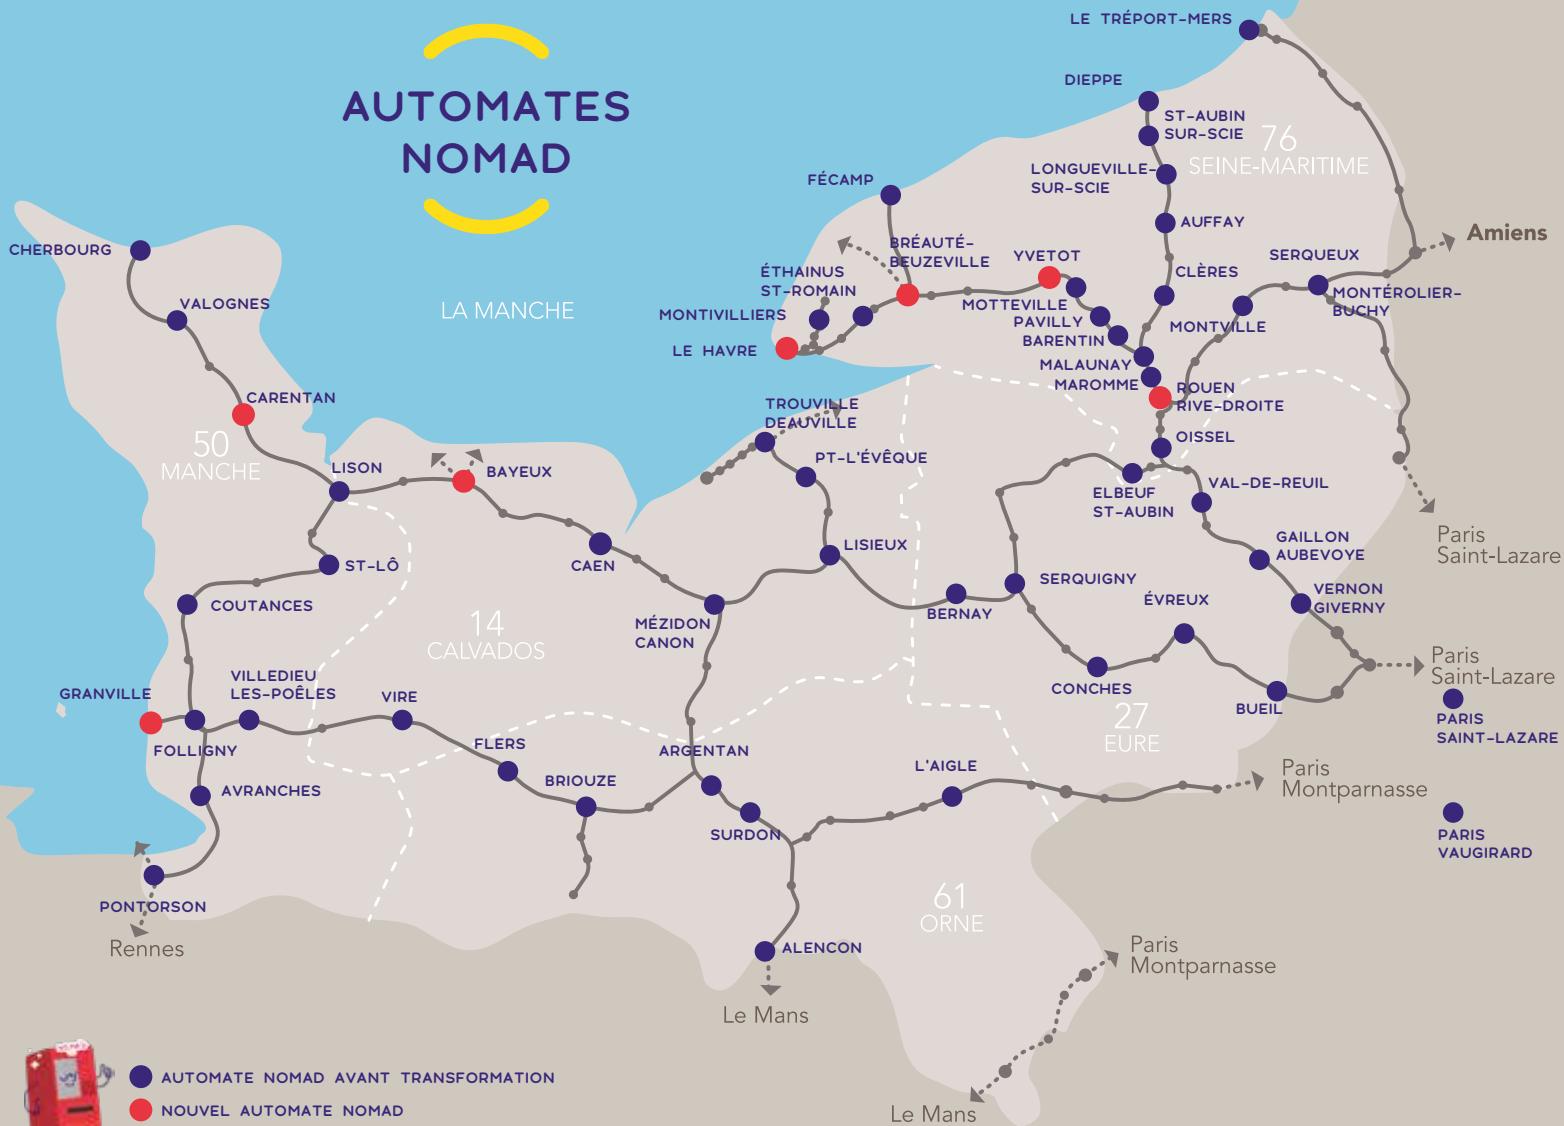 LE TRÉPORT-MERS
AUTOMATES
NOMAD
DIEPPE
ST-AUBIN
SUR-SCIE
76
SEINE-MARITIME
LONGUEVILLE-
SUR-SCIE
FÉCAMP
AUFFAY
Amiens
CHERBOURG
BRÉAUTÉ-
BEUZEVILLE
YVETOT
SERQUEUX
ÉTHAINUS
ST-ROMAIN
CLÈRES
VALOGNES
LA MANCHE
MONTIVILLIERS
MOTTEVILLE
PAVILLY
BARENTIN
MONTVILLE
MONTÉROLIER-
BUCHY
LE HAVRE
MALAUNAY
MAROMME
ROUEN
RIVE-DROITE
CARENTAN
TROUVILLE
DEAUVILLE
50
MANCHE
OISSEL
LISON
BAYEUX
PT-L'ÉVÊQUE
ELBEUF
ST-AUBIN
VAL-DE-REUIL
Paris
Saint-Lazare
GAILLON
AUBEVOYE
LISIEUX
ST-LÔ
CAEN
SERQUIGNY
VERNON
GIVERNY
COUTANCES
BERNAY
ÉVREUX
MÉZIDON
CANON
14
CALVADOS
Paris
Saint-Lazare
VILLEDIEU
LES-POÊLES
GRANVILLE
VIRE
CONCHES
BUEIL
PARIS
SAINT-LAZARE
27
EURE
FOLLIGNY
FLERS
ARGENTAN
L'AIGLE
BRIOUZE
Paris
Montparnasse
AVRANCHES
SURDON
PARIS
VAUGIRARD
61
ORNE
PONTORSON
Rennes
ALENCON
Paris
Montparnasse
Le Mans
AUTOMATE NOMAD AVANT TRANSFORMATION
NOUVEL AUTOMATE NOMAD
Le Mans